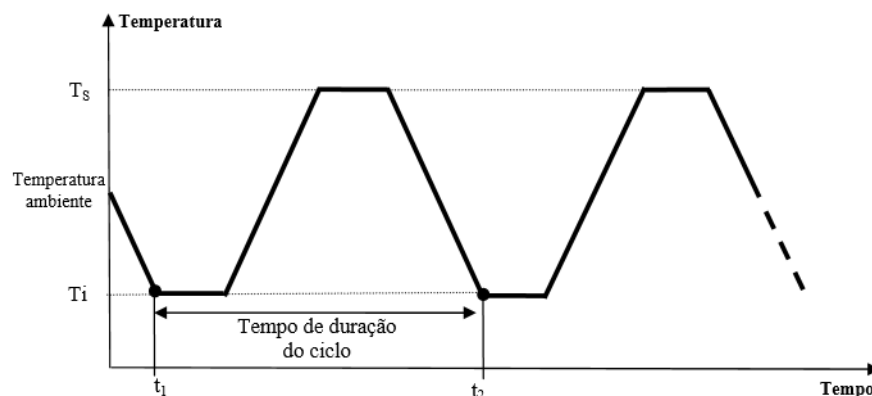 Temperatura
T_S
Temperatura
ambiente
Ti
Tempo de duração
do ciclo
t_1
t_2
Tempo